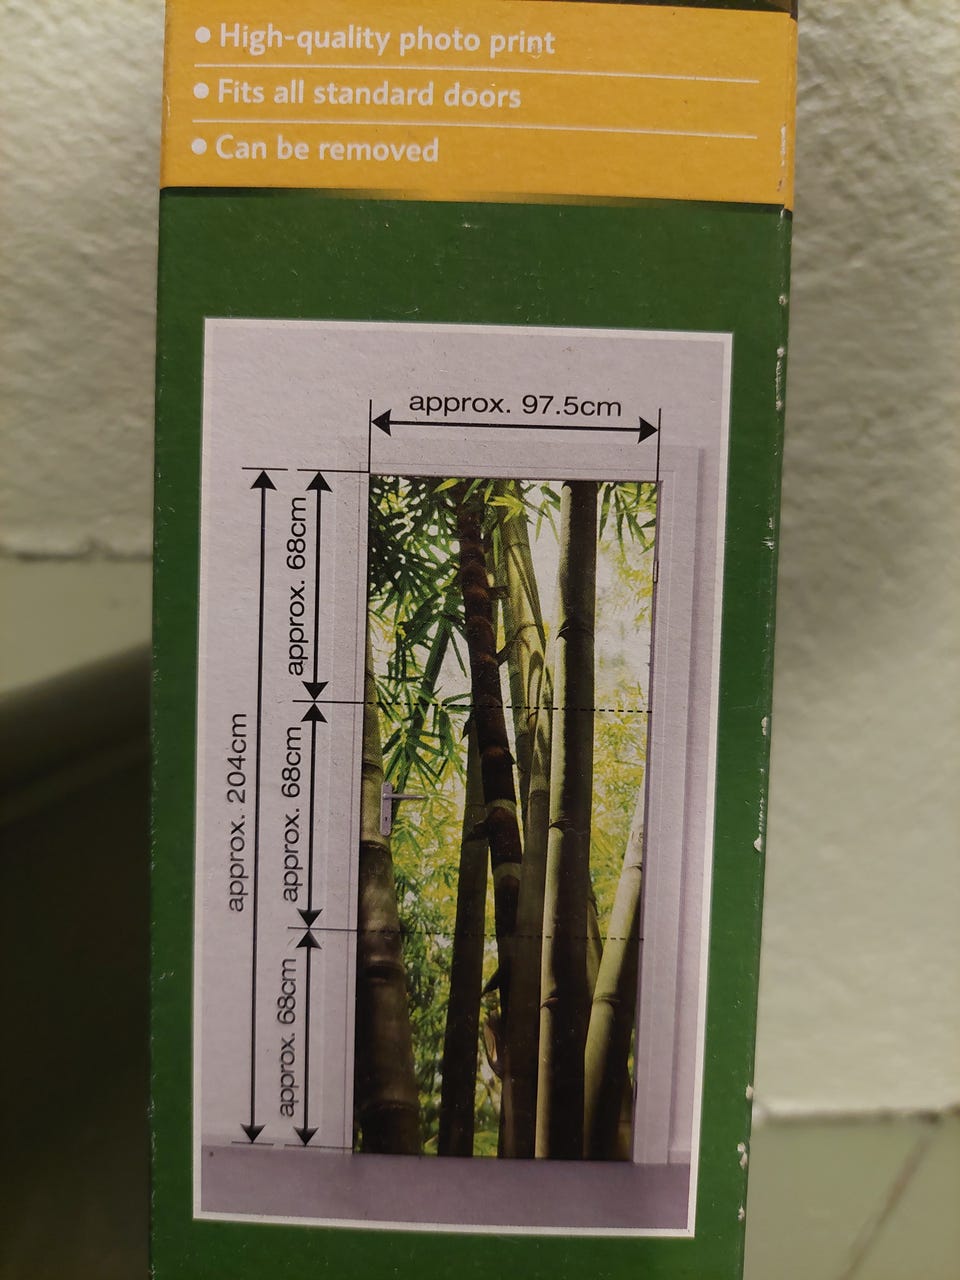 • High-quality photo print
• Fits all standard doors
• Can be removed
approx. 97.5cm
approx. 204cm
approx. 68cm
approx. 68cm
approx. 68cm